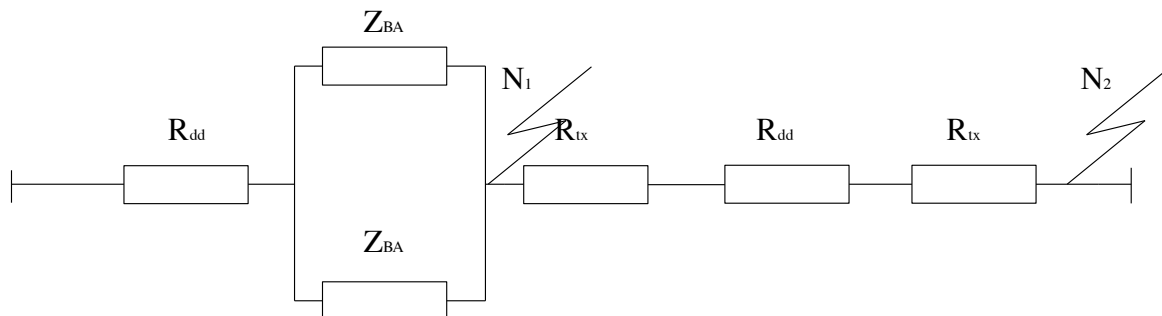 Z_BA
N_1
N_2
R_dd
R_tx
R_dd
R_tx
Z_BA